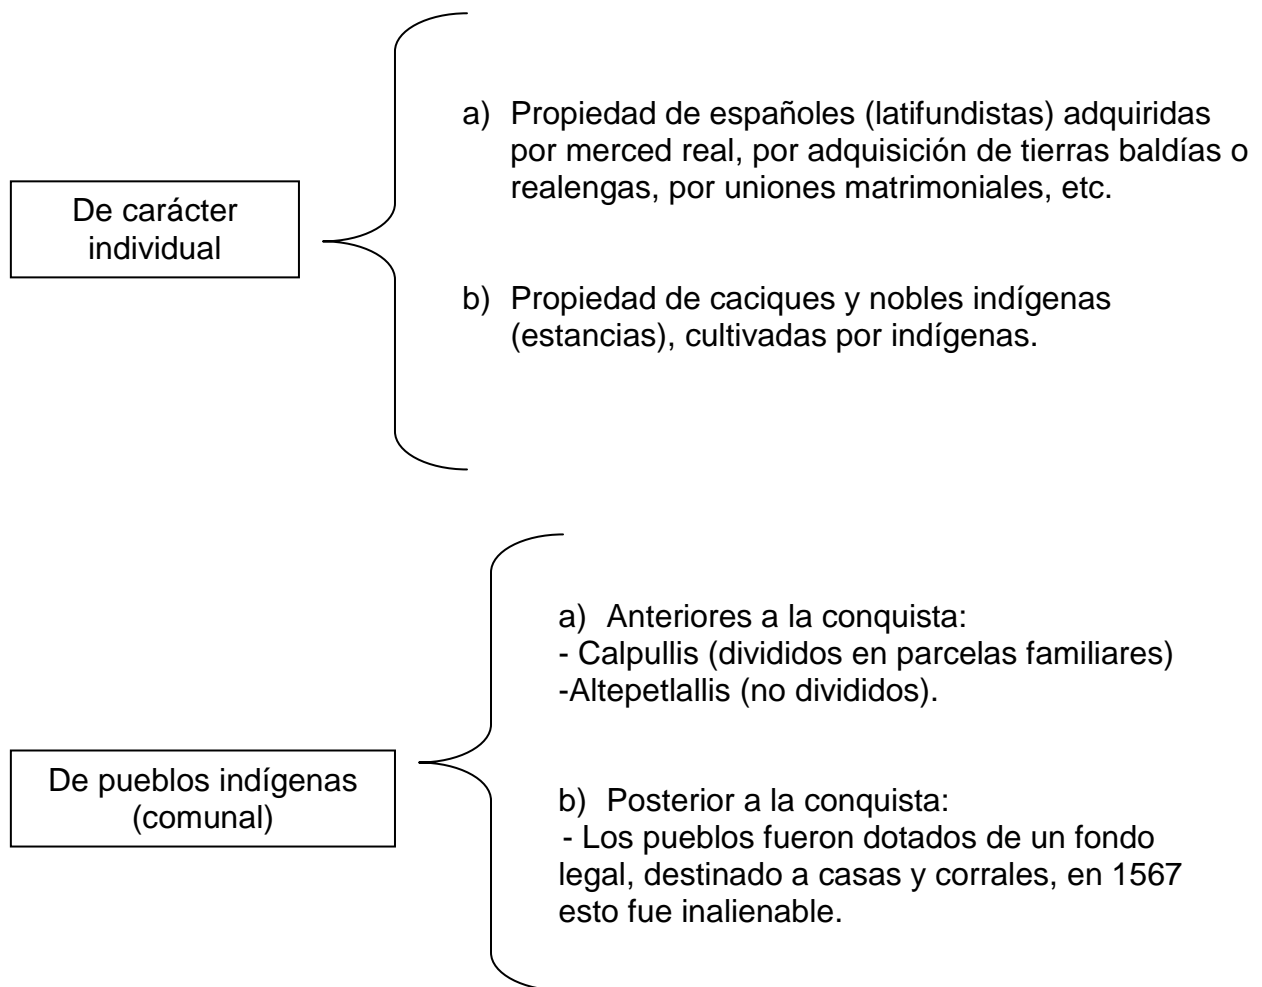 De carácter
individual
a) Propiedad de españoles (latifundistas) adquiridas
por merced real, por adquisición de tierras baldías o
realengas, por uniones matrimoniales, etc.
b) Propiedad de caciques y nobles indígenas
(estancias), cultivadas por indígenas.
De pueblos indígenas
(comunal)
a) Anteriores a la conquista:
- Calpullis (divididos en parcelas familiares)
-Altepetlallis (no divididos).
b) Posterior a la conquista:
- Los pueblos fueron dotados de un fondo
legal, destinado a casas y corrales, en 1567
esto fue inalienable.